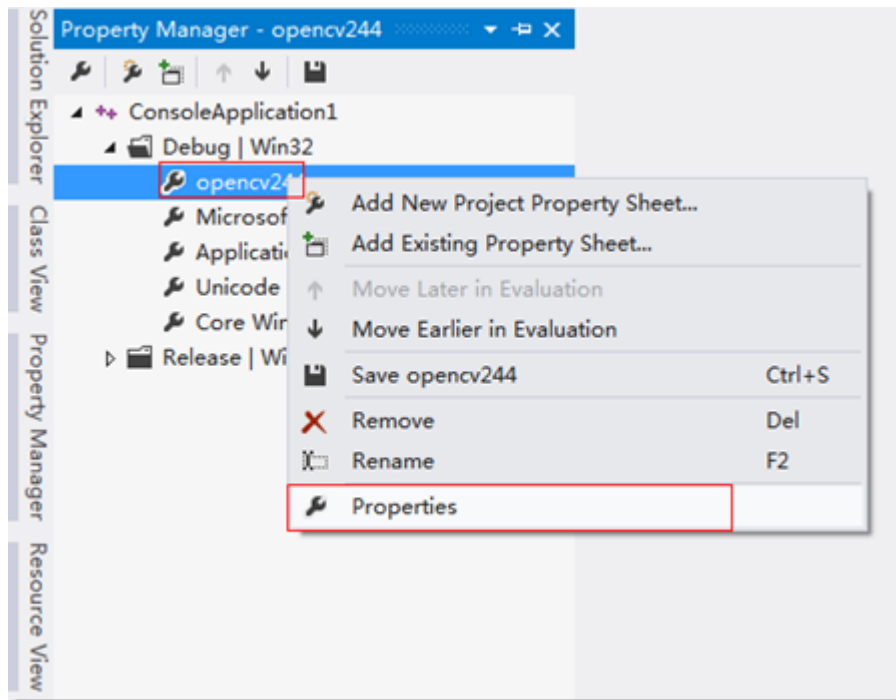 Solution Explorer
Class View
Property Manager
Resource View
Property Manager - opencv244
ConsoleApplication1
Debug | Win32
opencv24
Microsof
Applicati
Unicode
Core Win
Release | Wi
Add New Project Property Sheet...
Add Existing Property Sheet...
Move Later in Evaluation
Move Earlier in Evaluation
Save opencv244 Ctrl+S
Remove Del
Rename F2
Properties